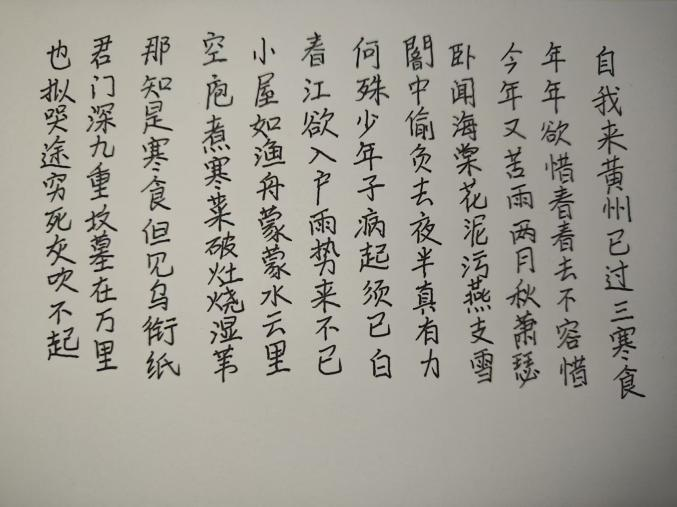 自我来黄州已过三寒食
年年欲惜春春去不容惜
今年又苦雨两月秋萧瑟
卧闻海棠花泥污燕支雪
闇中偷负去夜半真有力
何殊少年子病起须已白
春江欲入户雨势来不已
小屋如渔舟蒙蒙水云里
空庖煮寒菜破灶烧湿苇
那知是寒食但见乌衔纸
君门深九重坟墓在万里
也拟哭途穷死灰吹不起